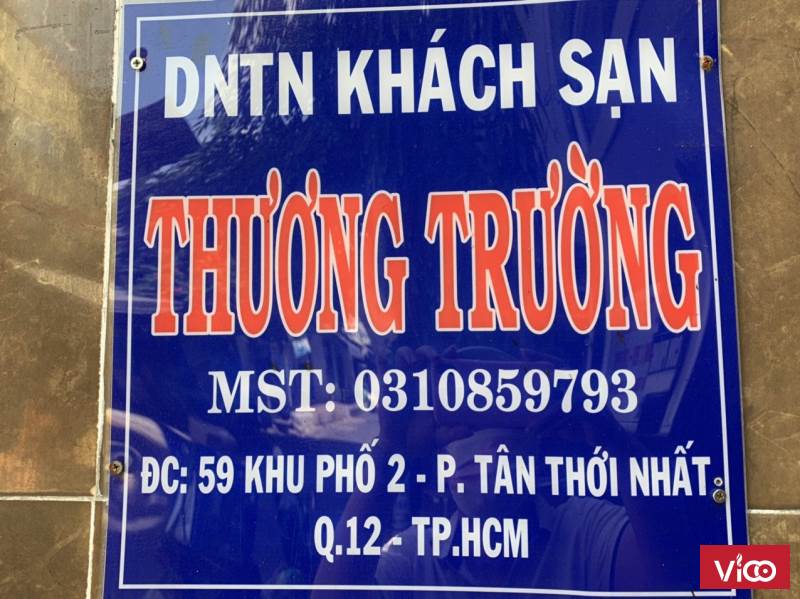 DNTN KHÁCH SẠN
THƯƠNG TRƯỜNG
MST: 0310859793
ĐC: 59 KHU PHỐ 2 - P. TÂN THỚI NHẤT
Q.12 - TP.HCM
Vico